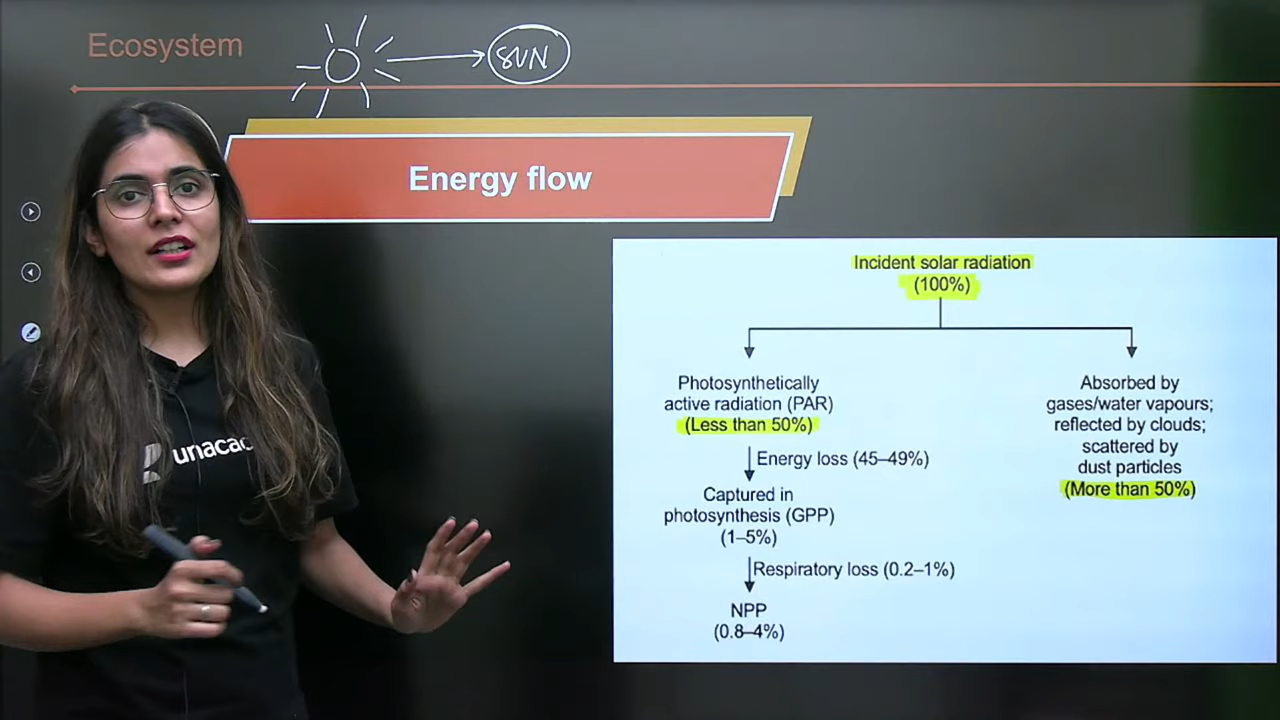 Ecosystem
SUN
Energy flow
Incident solar radiation
(100%)
Photosynthetically
active radiation (PAR)
(Less than 50%)
Energy loss (45–49%)
Captured in
photosynthesis (GPP)
(1–5%)
Respiratory loss (0.2–1%)
NPP
(0.8–4%)
Absorbed by
gases/water vapours;
reflected by clouds;
scattered by
dust particles
(More than 50%)
unacad